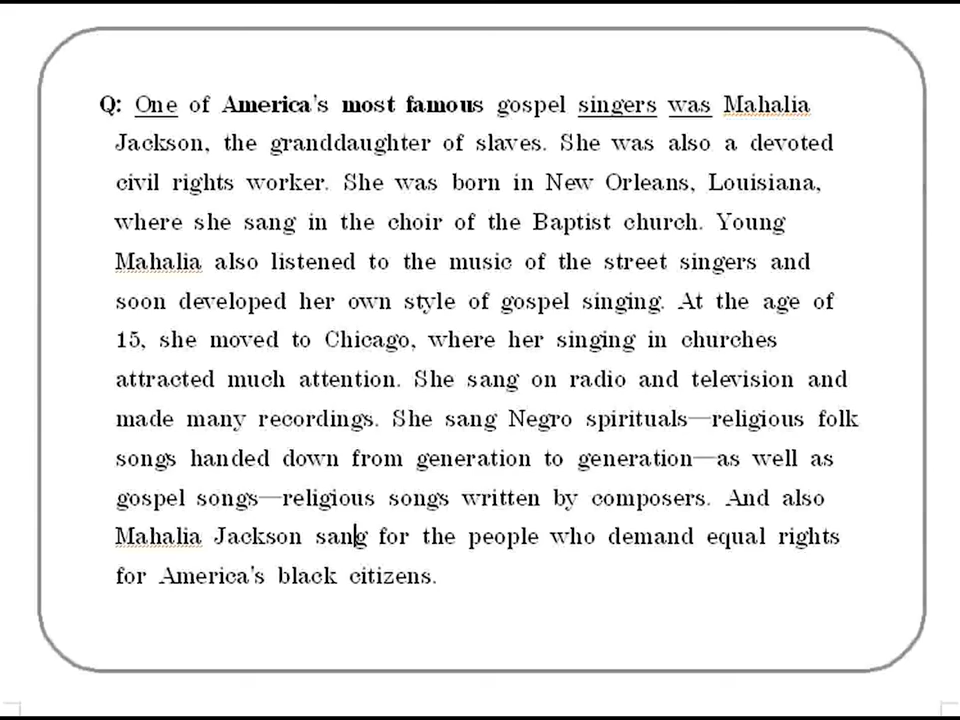 Q: One of America's most famous gospel singers was Mahalia
Jackson, the granddaughter of slaves. She was also a devoted
civil rights worker. She was born in New Orleans, Louisiana,
where she sang in the choir of the Baptist church. Young
Mahalia also listened to the music of the street singers and
soon developed her own style of gospel singing. At the age of
15, she moved to Chicago, where her singing in churches
attracted much attention. She sang on radio and television and
made many recordings. She sang Negro spirituals—religious folk
songs handed down from generation to generation—as well as
gospel songs—religious songs written by composers. And also
Mahalia Jackson sang for the people who demand equal rights
for America's black citizens.